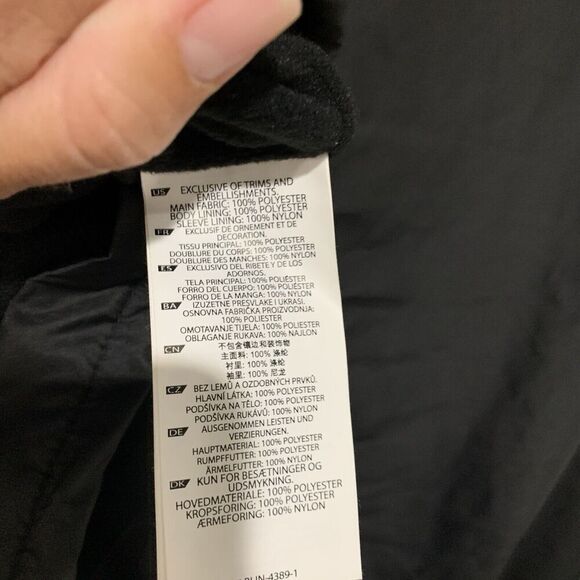 US EXCLUSIVE OF TRIMS AND
EMBELLISHMENTS.
MAIN FABRIC: 100% POLYESTER
BODY LINING: 100% POLYESTER
SLEEVE LINING: 100% NYLON
FR EXCLUSIF DE ORNEMENT ET DE
DECORATION.
TISSU PRINCIPAL: 100% POLYESTER
DOUBLURE DU CORPS: 100% POLYESTER
DOUBLURE DES MANCHES: 100% NYLON
ES EXCLUSIVO DEL RIBETE Y DE LOS
ADORNOS.
TELA PRINCIPAL: 100% POLIÉSTER
FORRO DEL CUERPO: 100% POLIÉSTER
FORRO DE LA MANGA: 100% NYLON
BA IZUZETNE PRESVLAKE I UKRASI.
OSNOVNA FABRIČKA PROIZVODNJA:
100% POLIESTER
OMOTAVANJE TIJELA: 100% POLIESTER
OBLAGANJE RUKAVA: 100% NAJLON
CN 不包含镶边和装饰物
主面料: 100% 涤纶
衬里: 100% 涤纶
袖里: 100% 尼龙
CZ BEZ LEMŮ A OZDOBNÝCH PRVKŮ.
HLAVNÍ LÁTKA: 100% POLYESTER
PODŠÍVKA NA TĚLO: 100% POLYESTER
PODŠÍVKA RUKÁVŮ: 100% NYLON
DE AUSGENOMMEN LEISTEN UND
VERZIERUNGEN.
HAUPTMATERIAL: 100% POLYESTER
RUMPFFUTTER: 100% POLYESTER
ÄRMELFUTTER: 100% NYLON
DK KUN FOR BESÆTNINGER OG
UDSMYKNING.
HOVEDMATERIALE: 100% POLYESTER
KROPSFORING: 100% POLYESTER
ÆRMEFORING: 100% NYLON